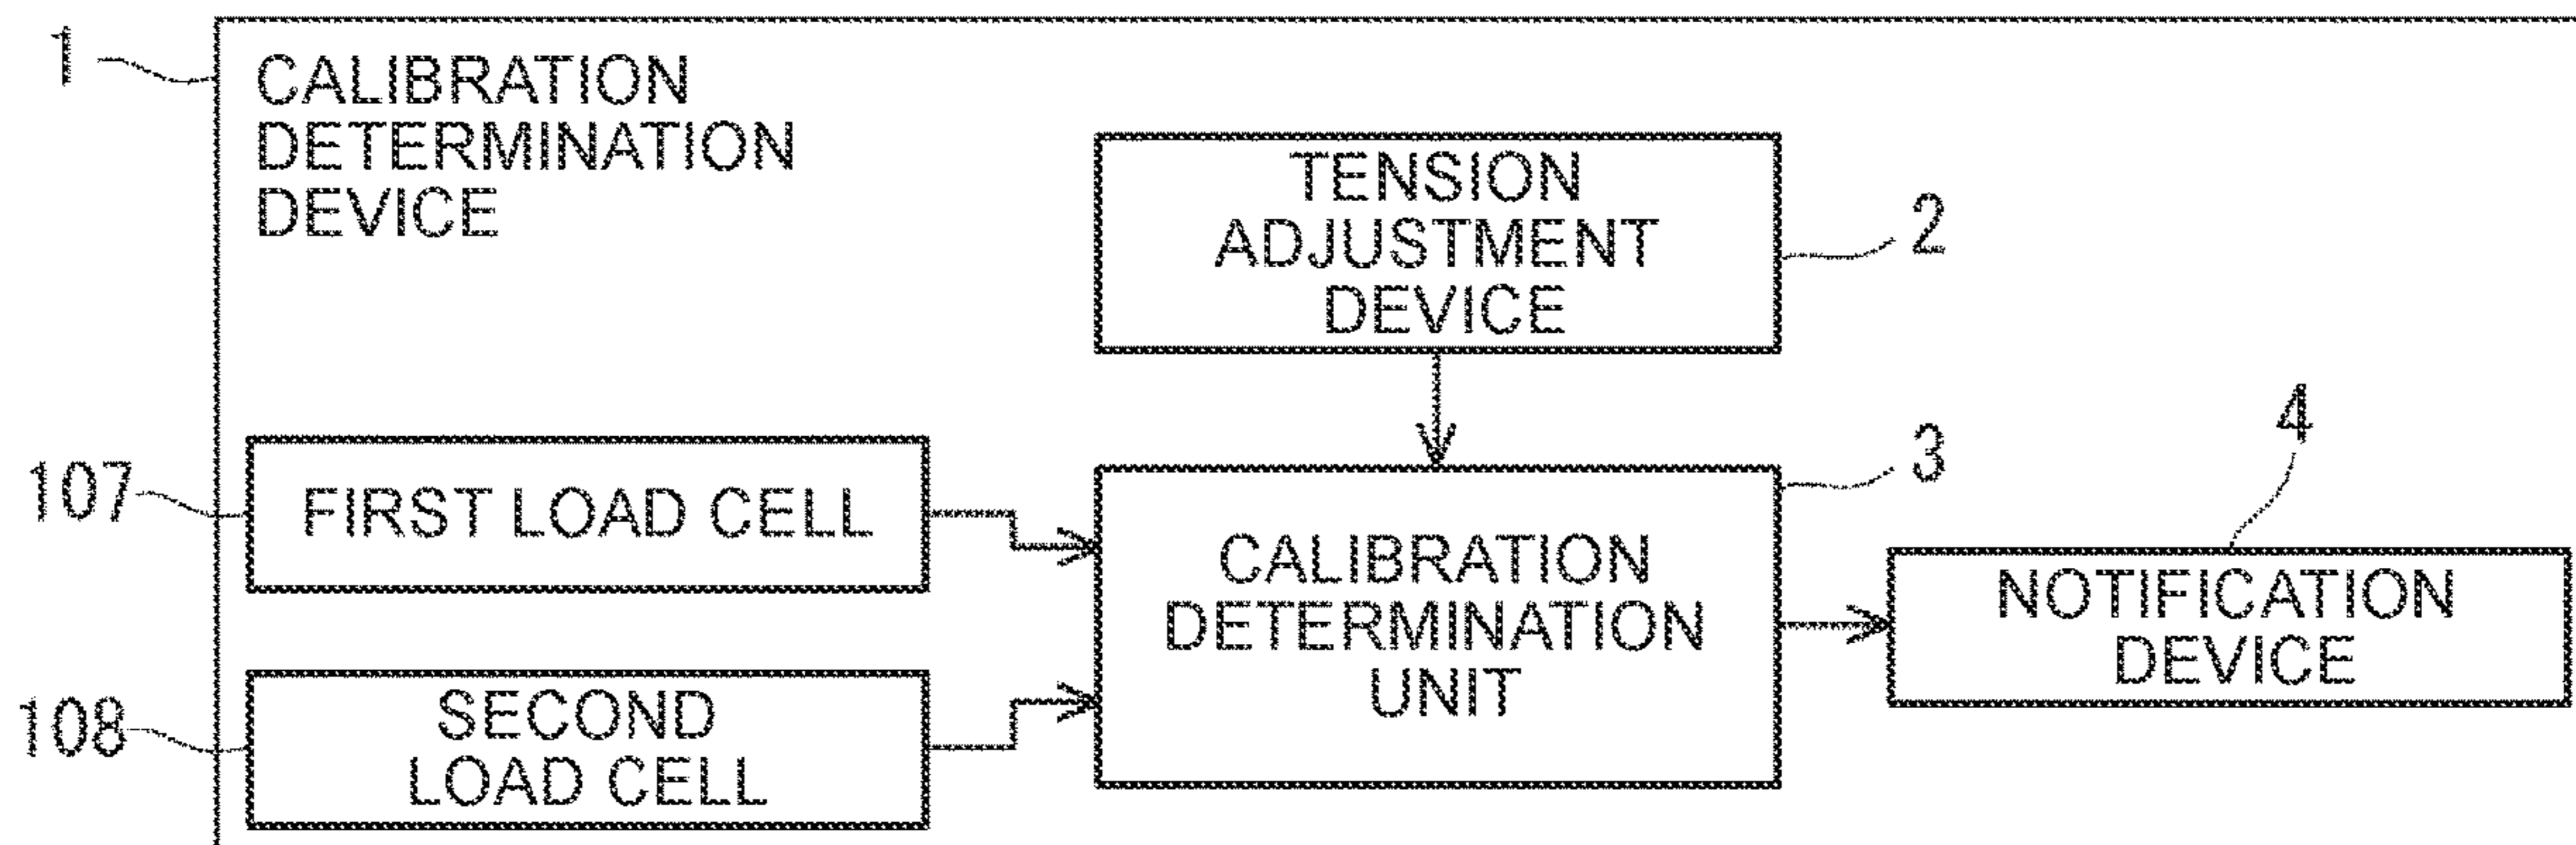 1
CALIBRATION
DETERMINATION
DEVICE
TENSION
ADJUSTMENT
DEVICE
2
107
FIRST LOAD CELL
3
CALIBRATION
DETERMINATION
UNIT
4
NOTIFICATION
DEVICE
108
SECOND
LOAD CELL